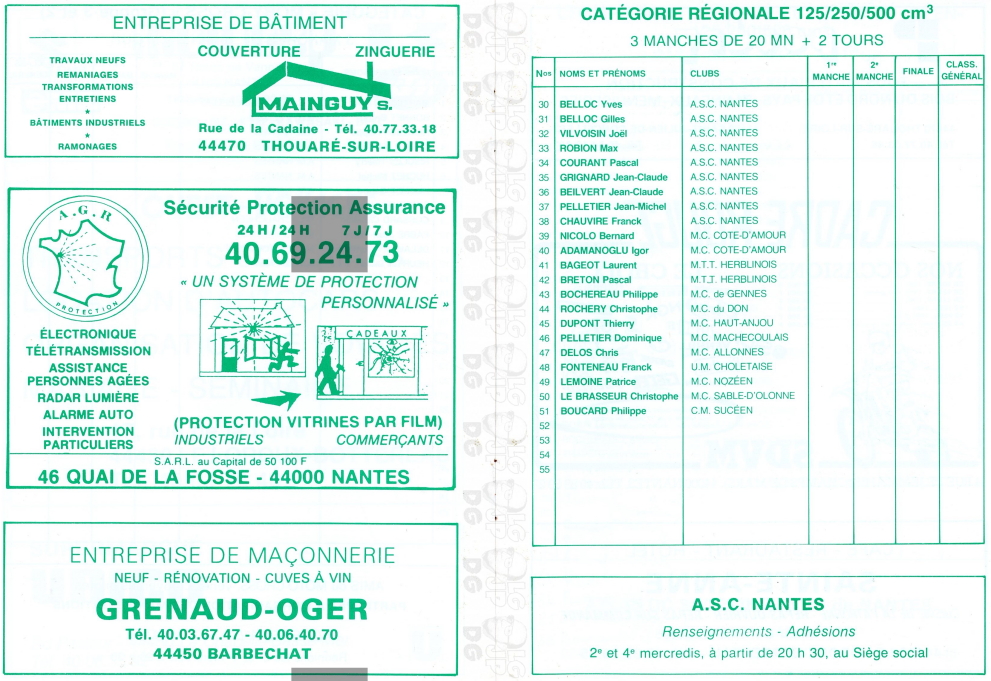 ENTREPRISE DE BÂTIMENT
TRAVAUX NEUFS
REMANIAGES
TRANSFORMATIONS
ENTRETIENS
*
BÂTIMENTS INDUSTRIELS
*
RAMONAGES
COUVERTURE ZINGUERIE
MAINGUY S.
Rue de la Cadaine - Tél. 40.77.33.18
44470 THOUARÉ-SUR-LOIRE
A.G.R
PROTECTION
ÉLECTRONIQUE
TÉLÉTRANSMISSION
ASSISTANCE
PERSONNES AGÉES
RADAR LUMIÈRE
ALARME AUTO
INTERVENTION
PARTICULIERS
Sécurité Protection Assurance
24 H / 24 H 7 J / 7 J
40.69.24.73
« UN SYSTÈME DE PROTECTION
PERSONNALISÉ »
CADEAUX
(PROTECTION VITRINES PAR FILM)
INDUSTRIELS COMMERÇANTS
S.A.R.L. au Capital de 50 100 F
46 QUAI DE LA FOSSE - 44000 NANTES
ENTREPRISE DE MAÇONNERIE
NEUF - RÉNOVATION - CUVES À VIN
GRENAUD-OGER
Tél. 40.03.67.47 - 40.06.40.70
44450 BARBECHAT
CATÉGORIE RÉGIONALE 125/250/500 cm³
3 MANCHES DE 20 MN + 2 TOURS
Nos NOMS ET PRÉNOMS CLUBS 1re MANCHE 2e MANCHE FINALE CLASS. GÉNÉRAL
30 BELLOC Yves A.S.C. NANTES
31 BELLOC Gilles A.S.C. NANTES
32 VILVOISIN Joël A.S.C. NANTES
33 ROBION Max A.S.C. NANTES
34 COURANT Pascal A.S.C. NANTES
35 GRIGNARD Jean-Claude A.S.C. NANTES
36 BEILVERT Jean-Claude A.S.C. NANTES
37 PELLETIER Jean-Michel A.S.C. NANTES
38 CHAUVIRE Franck A.S.C. NANTES
39 NICOLO Bernard M.C. COTE-D'AMOUR
40 ADAMANOGLU Igor M.C. COTE-D'AMOUR
41 BAGEOT Laurent M.T.T. HERBLINOIS
42 BRETON Pascal M.T.T. HERBLINOIS
43 BOCHEREAU Philippe M.C. de GENNES
44 ROCHERY Christophe M.C. du DON
45 DUPONT Thierry M.C. HAUT-ANJOU
46 PELLETIER Dominique M.C. MACHECOULAIS
47 DELOS Chris M.C. ALLONNES
48 FONTENEAU Franck U.M. CHOLETAISE
49 LEMOINE Patrice M.C. NOZÉEN
50 LE BRASSEUR Christophe M.C. SABLE-D'OLONNE
51 BOUCARD Philippe C.M. SUCÉEN
52
53
54
55
A.S.C. NANTES
Renseignements - Adhésions
2e et 4e mercredis, à partir de 20 h 30, au Siège social